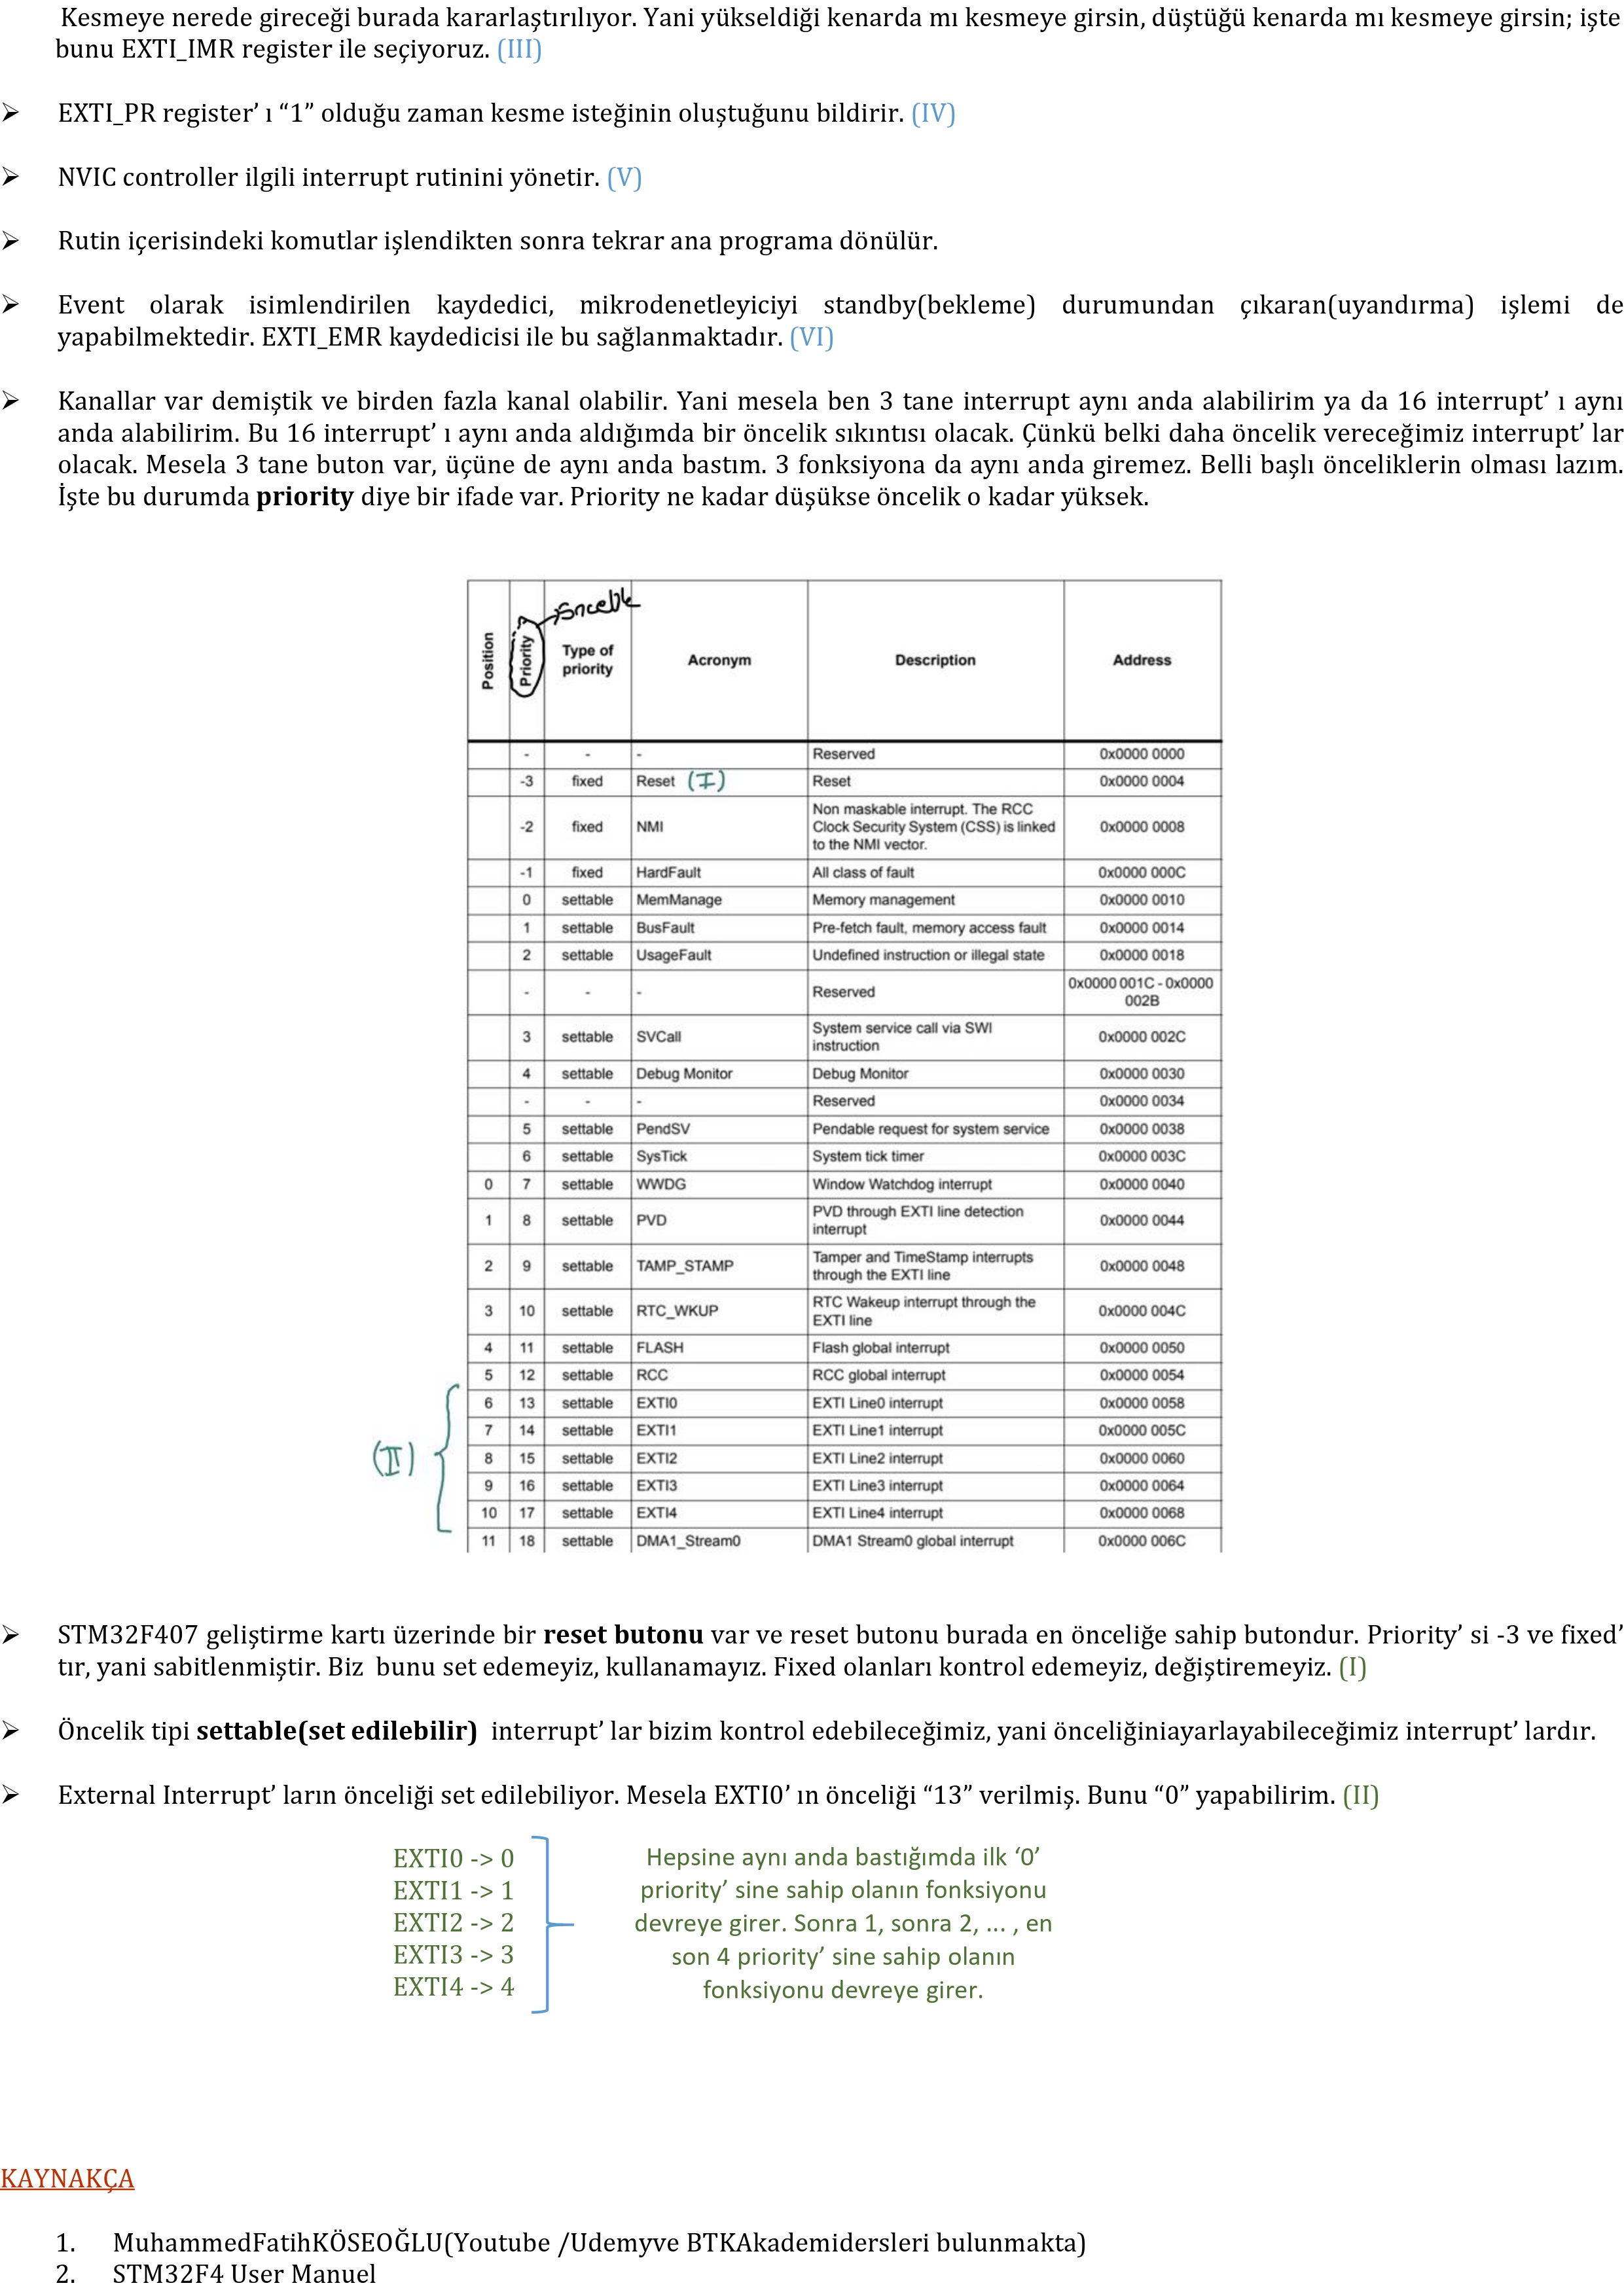 Kesmeye nerede gireceği burada kararlaştırılıyor. Yani yükseldiği kenarda mı kesmeye girsin, düştüğü kenarda mı kesmeye girsin; işte
bunu EXTI_IMR register ile seçiyoruz. (III)
➢ EXTI_PR register’ ı “1” olduğu zaman kesme isteğinin oluştuğunu bildirir. (IV)
➢ NVIC controller ilgili interrupt rutinini yönetir. (V)
➢ Rutin içerisindeki komutlar işlendikten sonra tekrar ana programa dönülür.
➢ Event olarak isimlendirilen kaydedici, mikrodenetleyiciyi standby(bekleme) durumundan çıkaran(uyandırma) işlemi de
yapabilmektedir. EXTI_EMR kaydedicisi ile bu sağlanmaktadır. (VI)
➢ Kanallar var demiştik ve birden fazla kanal olabilir. Yani mesela ben 3 tane interrupt aynı anda alabilirim ya da 16 interrupt’ ı aynı
anda alabilirim. Bu 16 interrupt’ ı aynı anda aldığımda bir öncelik sıkıntısı olacak. Çünkü belki daha öncelik vereceğimiz interrupt’ lar
olacak. Mesela 3 tane buton var, üçüne de aynı anda bastım. 3 fonksiyona da aynı anda giremez. Belli başlı önceliklerin olması lazım.
İşte bu durumda priority diye bir ifade var. Priority ne kadar düşükse öncelik o kadar yüksek.
öncelik
Position Priority Type of priority Acronym Description Address
- - - Reserved 0x0000 0000
-3 fixed Reset (I) Reset 0x0000 0004
-2 fixed NMI Non maskable interrupt. The RCC Clock Security System (CSS) is linked to the NMI vector. 0x0000 0008
-1 fixed HardFault All class of fault 0x0000 000C
0 settable MemManage Memory management 0x0000 0010
1 settable BusFault Pre-fetch fault, memory access fault 0x0000 0014
2 settable UsageFault Undefined instruction or illegal state 0x0000 0018
- - - Reserved 0x0000 001C - 0x0000 002B
3 settable SVCall System service call via SWI instruction 0x0000 002C
4 settable Debug Monitor Debug Monitor 0x0000 0030
- - - Reserved 0x0000 0034
5 settable PendSV Pendable request for system service 0x0000 0038
6 settable SysTick System tick timer 0x0000 003C
0 7 settable WWDG Window Watchdog interrupt 0x0000 0040
1 8 settable PVD PVD through EXTI line detection interrupt 0x0000 0044
2 9 settable TAMP_STAMP Tamper and TimeStamp interrupts through the EXTI line 0x0000 0048
3 10 settable RTC_WKUP RTC Wakeup interrupt through the EXTI line 0x0000 004C
4 11 settable FLASH Flash global interrupt 0x0000 0050
5 12 settable RCC RCC global interrupt 0x0000 0054
6 13 settable EXTI0 EXTI Line0 interrupt 0x0000 0058
7 14 settable EXTI1 EXTI Line1 interrupt 0x0000 005C
(II)
8 15 settable EXTI2 EXTI Line2 interrupt 0x0000 0060
9 16 settable EXTI3 EXTI Line3 interrupt 0x0000 0064
10 17 settable EXTI4 EXTI Line4 interrupt 0x0000 0068
11 18 settable DMA1_Stream0 DMA1 Stream0 global interrupt 0x0000 006C
➢ STM32F407 geliştirme kartı üzerinde bir reset butonu var ve reset butonu burada en önceliğe sahip butondur. Priority’ si -3 ve fixed’
tır, yani sabitlenmiştir. Biz bunu set edemeyiz, kullanamayız. Fixed olanları kontrol edemeyiz, değiştiremeyiz. (I)
➢ Öncelik tipi settable(set edilebilir) interrupt’ lar bizim kontrol edebileceğimiz, yani önceliğiniayarlayabileceğimiz interrupt’ lardır.
➢ External Interrupt’ ların önceliği set edilebiliyor. Mesela EXTI0’ ın önceliği “13” verilmiş. Bunu “0” yapabilirim. (II)
EXTI0 -> 0
EXTI1 -> 1
EXTI2 -> 2
EXTI3 -> 3
EXTI4 -> 4
Hepsine aynı anda bastığımda ilk ‘0’
priority’ sine sahip olanın fonksiyonu
devreye girer. Sonra 1, sonra 2, ... , en
son 4 priority’ sine sahip olanın
fonksiyonu devreye girer.
KAYNAKÇA
1. MuhammedFatihKÖSEOĞLU(Youtube /Udemyve BTKAkademidersleri bulunmakta)
2. STM32F4 User Manuel